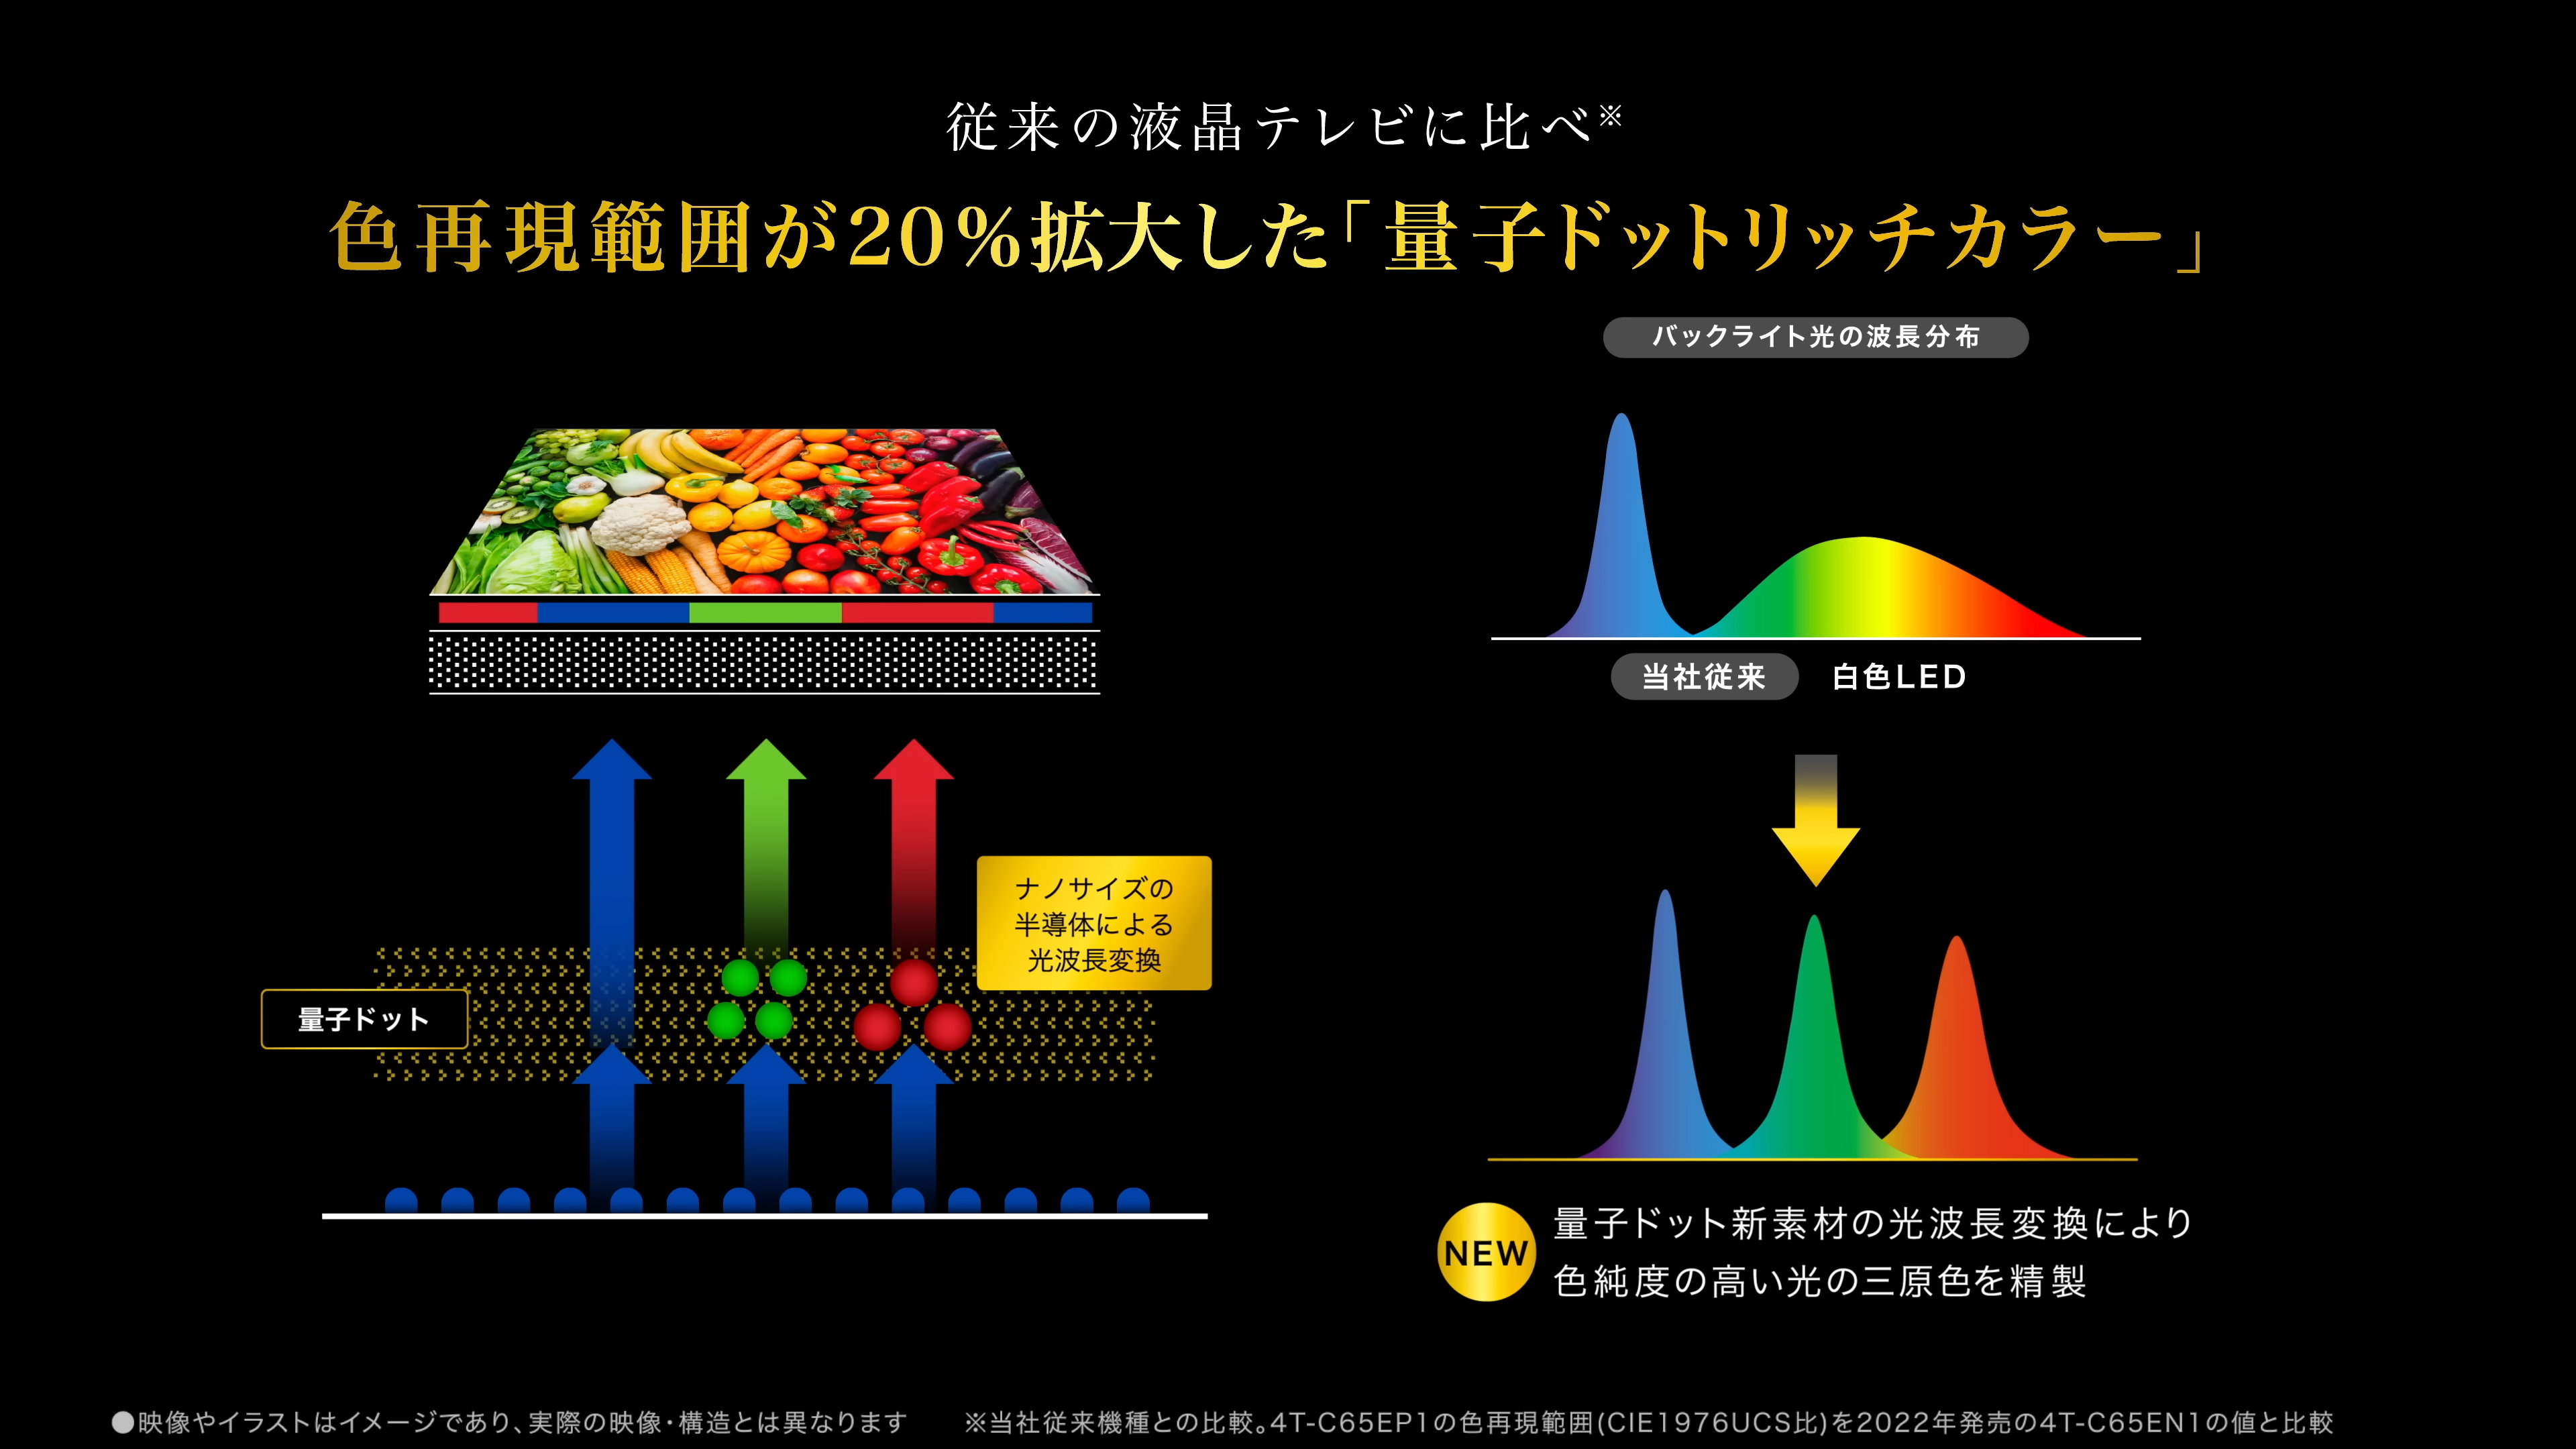 従来の液晶テレビに比べ※
色再現範囲が20%拡大した「量子ドットリッチカラー」
バックライト光の波長分布
当社従来 白色LED
ナノサイズの
半導体による
光波長変換
量子ドット
NEW
量子ドット新素材の光波長変換により
色純度の高い光の三原色を精製
●映像やイラストはイメージであり、実際の映像・構造とは異なります
※当社従来機種との比較。4T-C65EP1の色再現範囲(CIE1976UCS比)を2022年発売の4T-C65EN1の値と比較